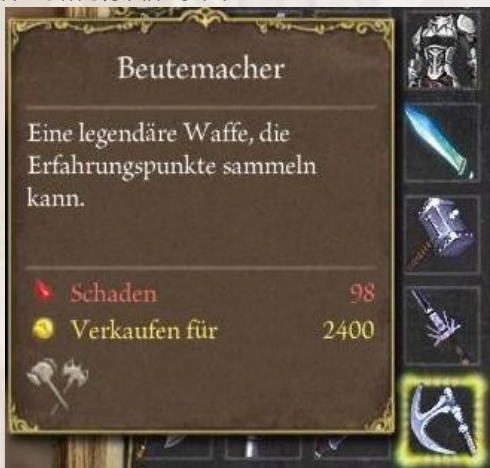 Beutemacher
Eine legendäre Waffe, die
Erfahrungspunkte sammeln
kann.
Schaden 98
Verkaufen für 2400